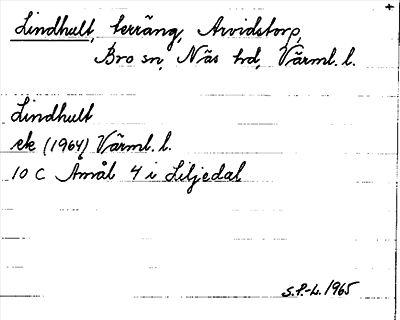 Lindhult, terräng, Arvidstorp,
Bro sn, Näs hd, Värml. l.
Lindhult
ek (1964) Värml. l.
10 C Åmål 4 i Liljedal
S.P.-L. 1965